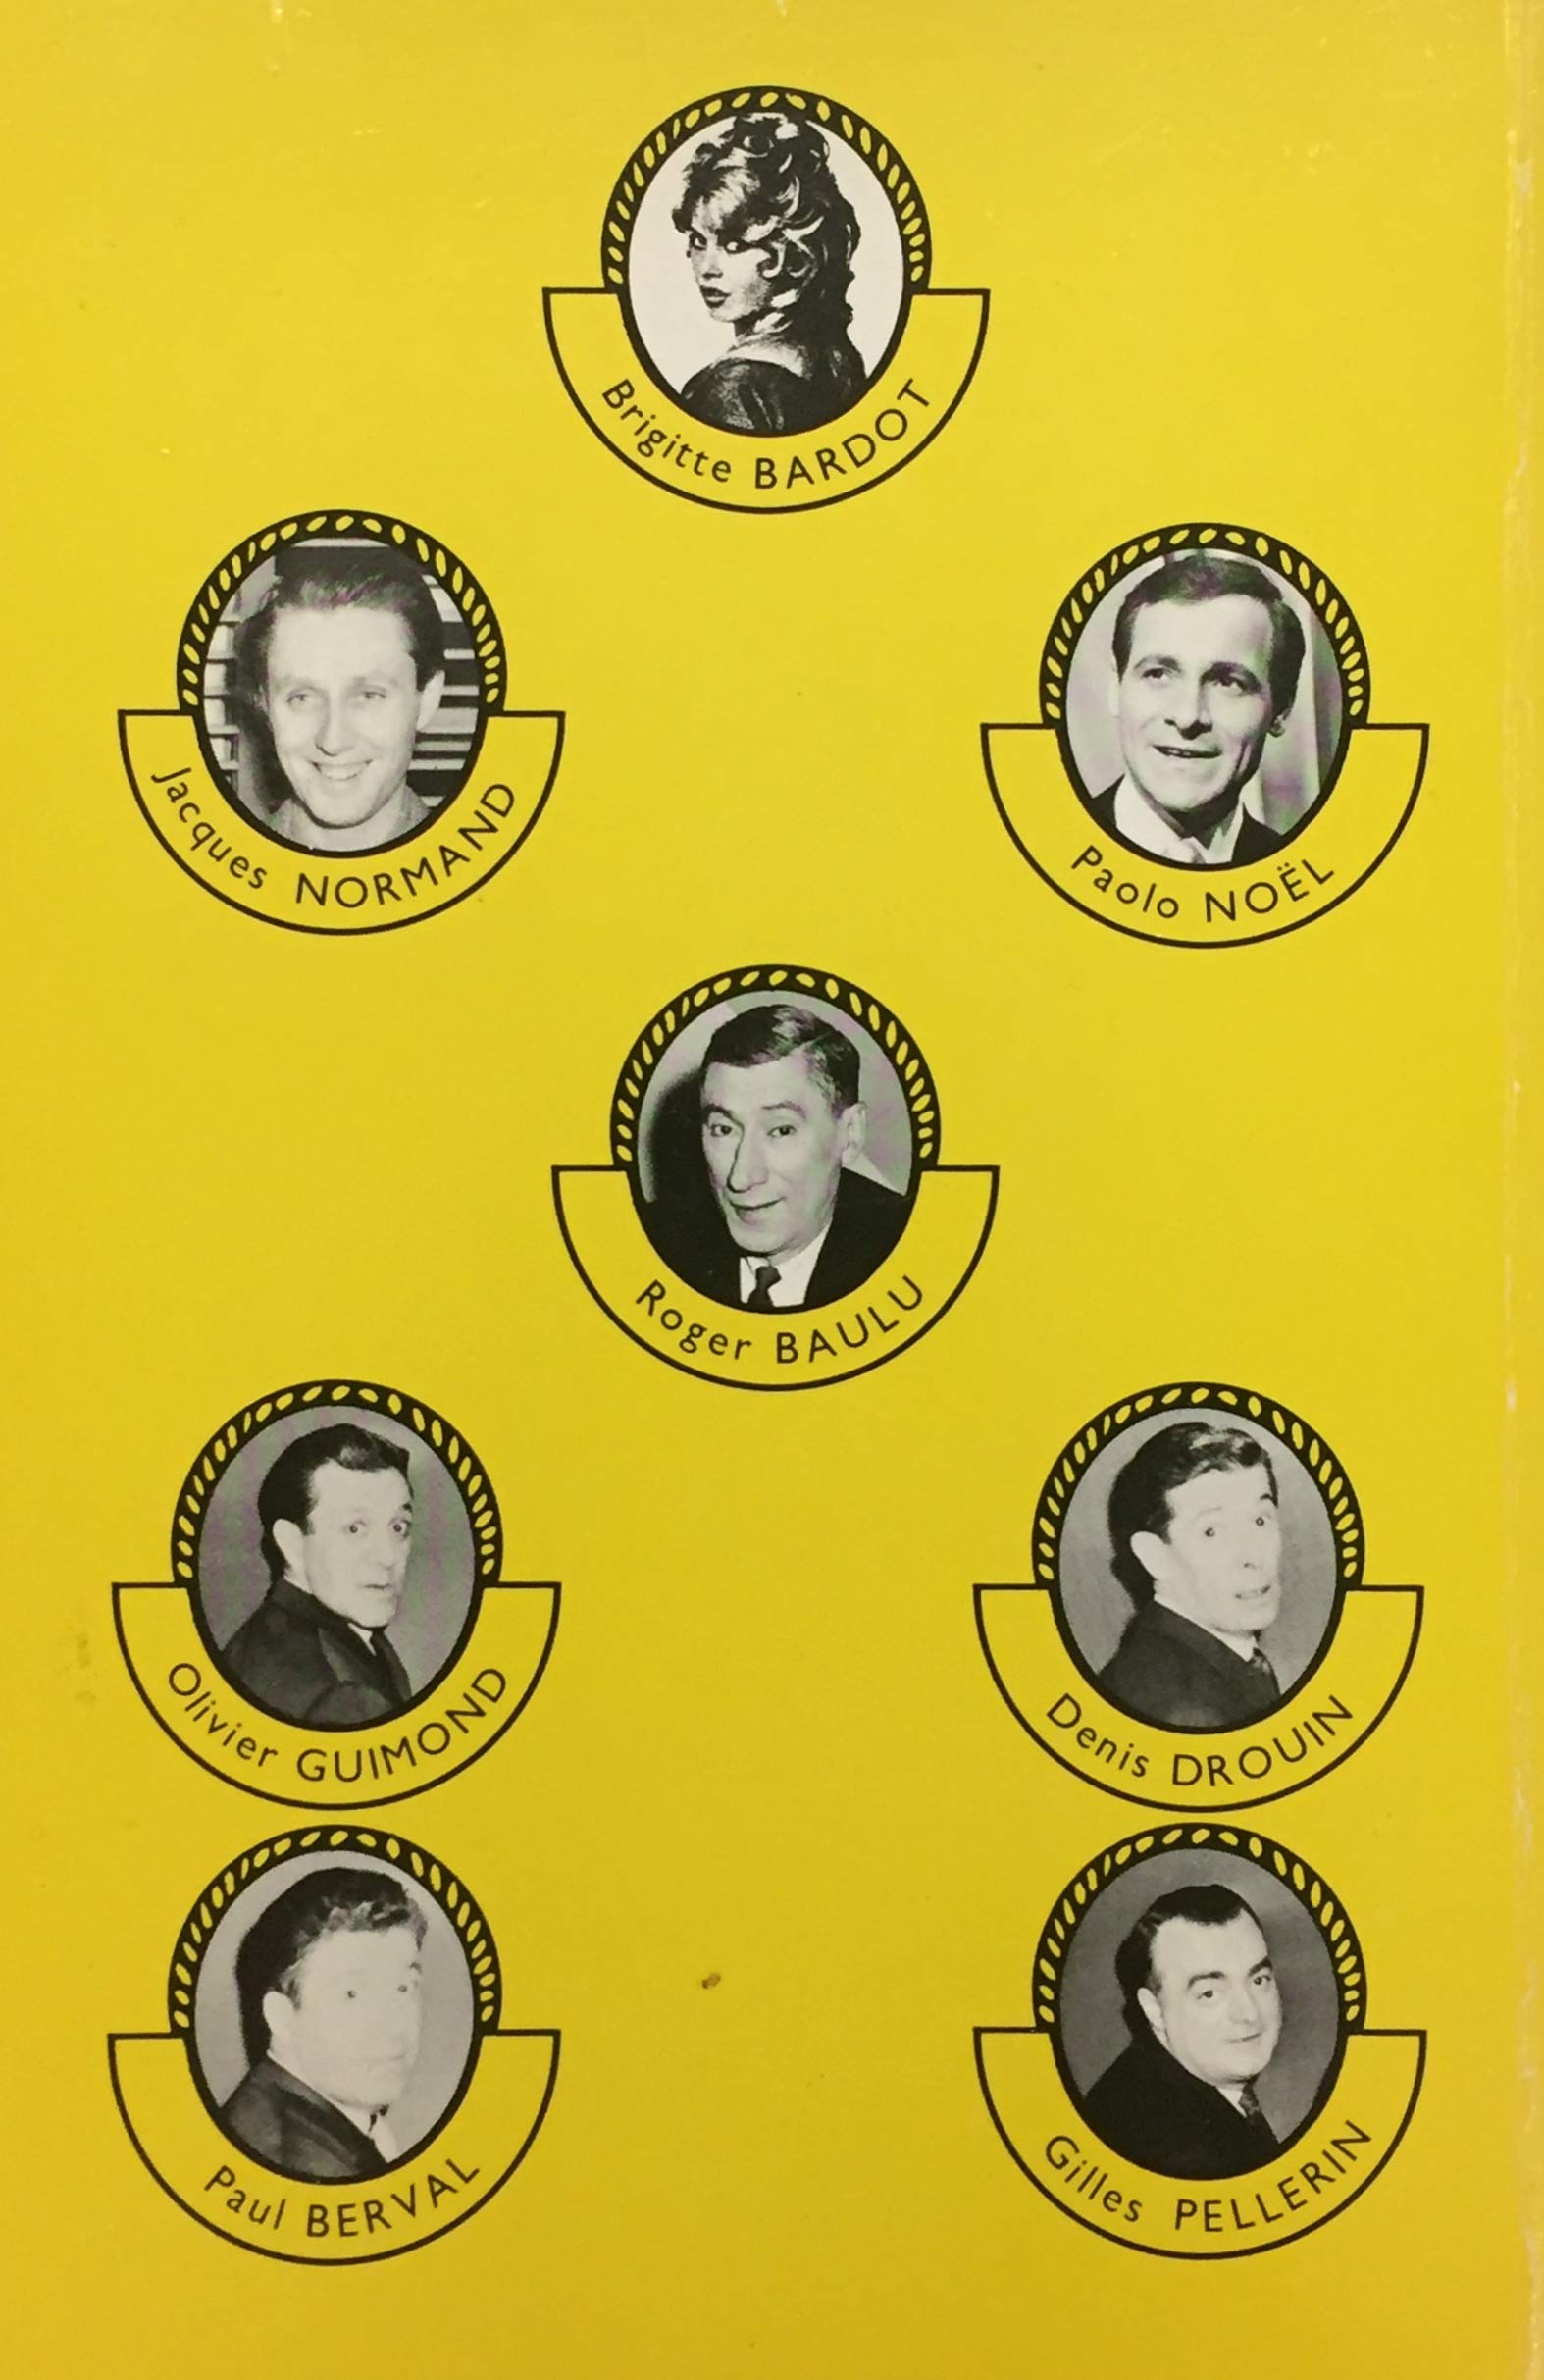 Brigitte BARDOT
Jacques NORMAND
Paolo NOËL
Roger BAULU
Olivier GUIMOND
Denis DROUIN
Paul BERVAL
Gilles PELLERIN